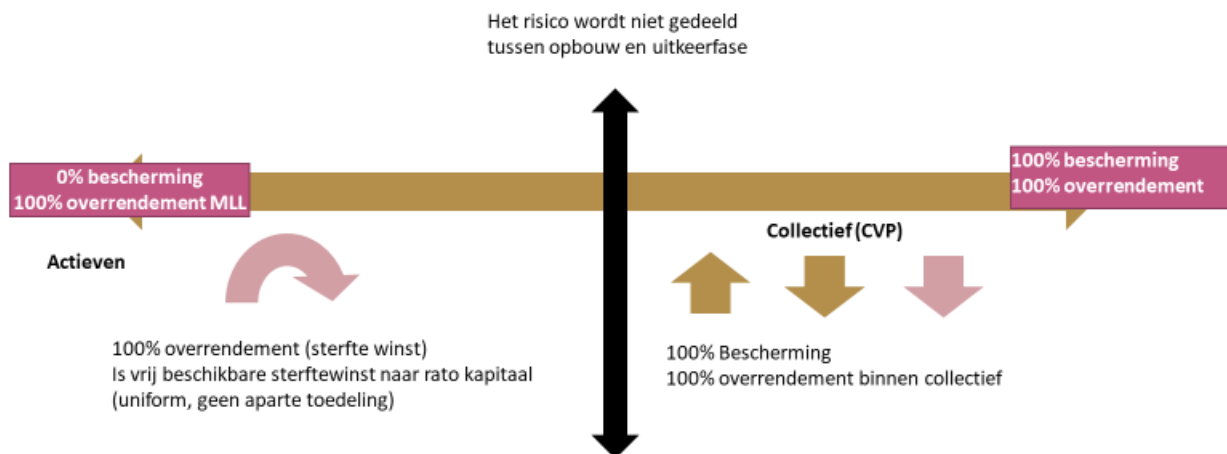 Het risico wordt niet gedeeld
tussen opbouw en uitkeerfase
0% bescherming
100% overrendement MLL
100% bescherming
100% overrendement
Actieven
Collectief (CVP)
100% overrendement (sterfte winst)
Is vrij beschikbare sterftewinst naar rato kapitaal
(uniform, geen aparte toedeling)
100% Bescherming
100% overrendement binnen collectief